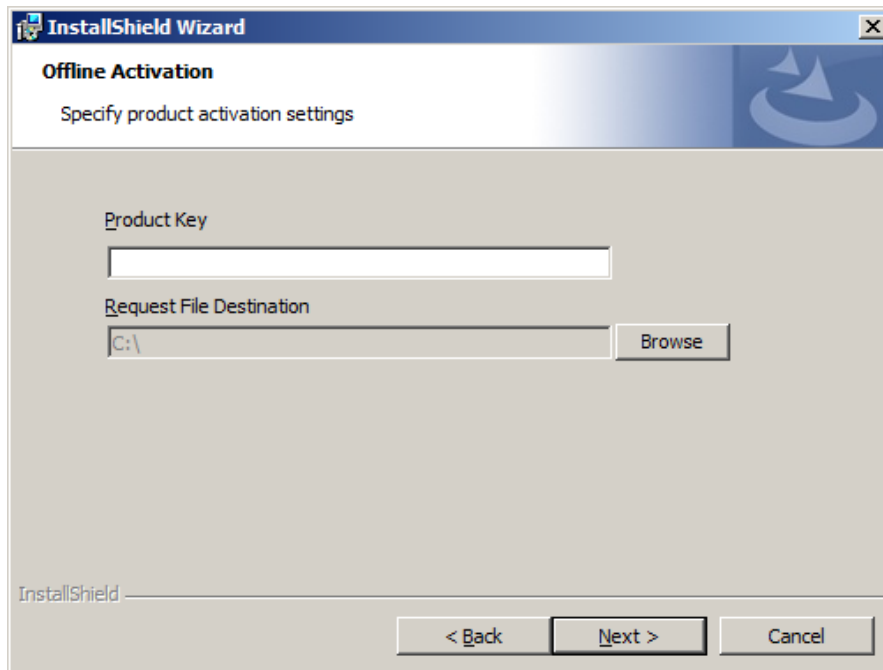 InstallShield Wizard
Offline Activation
Specify product activation settings
Product Key
Request File Destination
C:\
Browse
InstallShield
< Back
Next >
Cancel